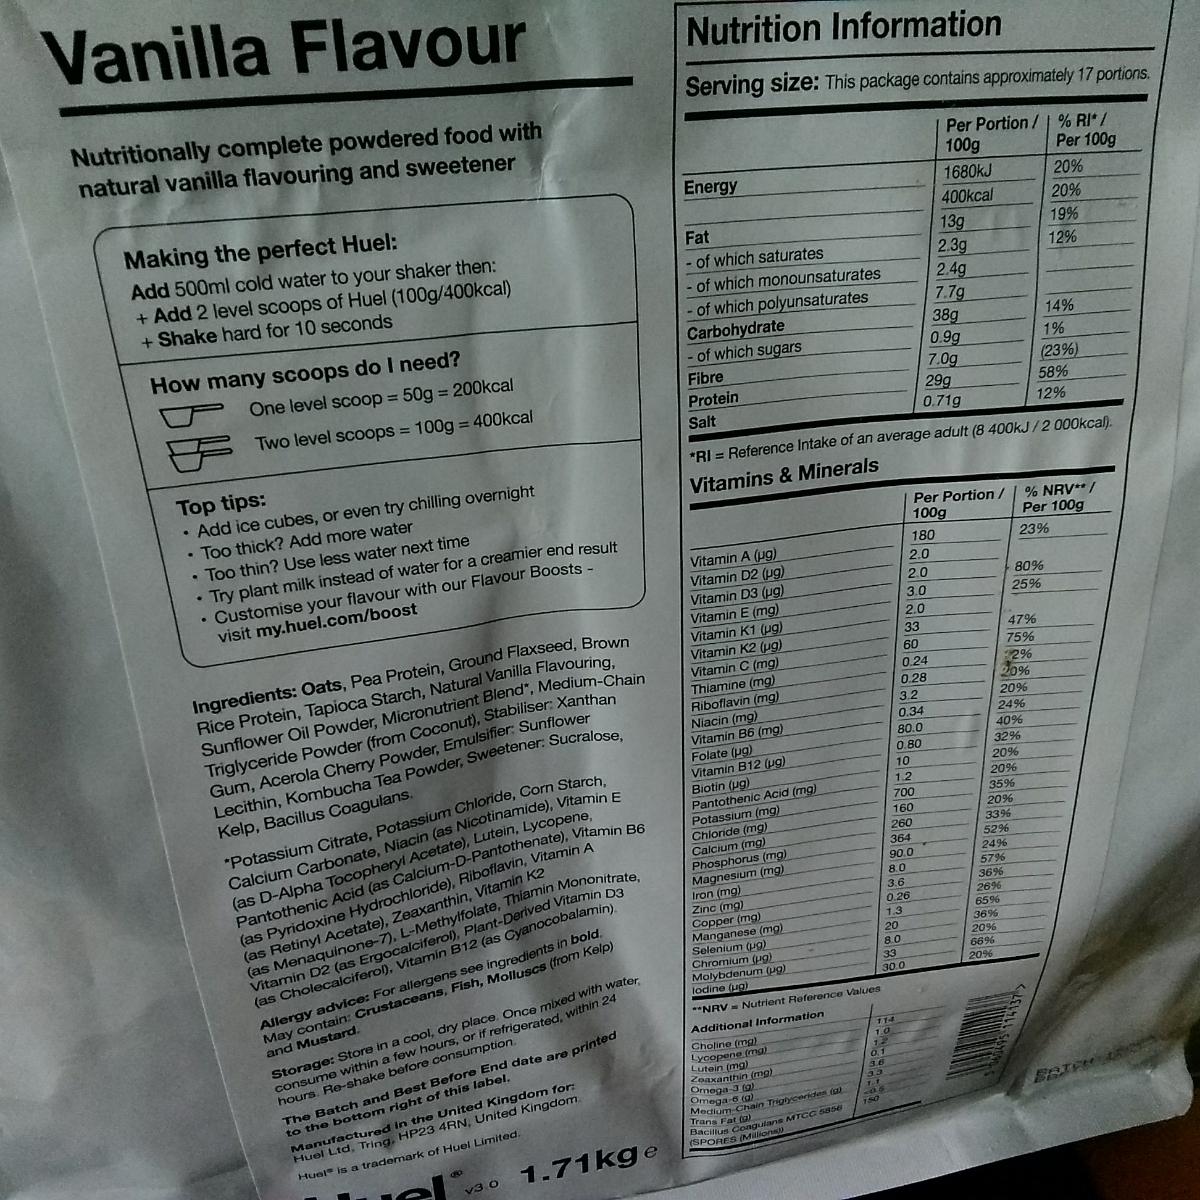 Vanilla Flavour
Nutritionally complete powdered food with
natural vanilla flavouring and sweetener
Making the perfect Huel:
Add 500ml cold water to your shaker then:
+ Add 2 level scoops of Huel (100g/400kcal)
+ Shake hard for 10 seconds
How many scoops do I need?
One level scoop = 50g = 200kcal
Two level scoops = 100g = 400kcal
Top tips:
• Add ice cubes, or even try chilling overnight
• Too thick? Add more water
• Too thin? Use less water next time
• Try plant milk instead of water for a creamier end result
• Customise your flavour with our Flavour Boosts -
visit my.huel.com/boost
Ingredients: Oats, Pea Protein, Ground Flaxseed, Brown
Rice Protein, Tapioca Starch, Natural Vanilla Flavouring,
Sunflower Oil Powder, Micronutrient Blend*, Medium-Chain
Triglyceride Powder (from Coconut), Stabiliser: Xanthan
Gum, Acerola Cherry Powder, Emulsifier: Sunflower
Lecithin, Kombucha Tea Powder, Sweetener: Sucralose,
Kelp, Bacillus Coagulans.
*Potassium Citrate, Potassium Chloride, Corn Starch,
Calcium Carbonate, Niacin (as Nicotinamide), Vitamin E
(as D-Alpha Tocopheryl Acetate), Lutein, Lycopene,
Pantothenic Acid (as Calcium-D-Pantothenate), Vitamin B6
(as Pyridoxine Hydrochloride), Riboflavin, Vitamin A
(as Retinyl Acetate), Zeaxanthin, Vitamin K2
(as Menaquinone-7), L-Methylfolate, Thiamin Mononitrate,
Vitamin D2 (as Ergocalciferol), Plant-Derived Vitamin D3
(as Cholecalciferol), Vitamin B12 (as Cyanocobalamin).
Allergy advice: For allergens see ingredients in bold.
May contain: Crustaceans, Fish, Molluscs (from Kelp)
and Mustard.
Storage: Store in a cool, dry place. Once mixed with water,
consume within a few hours, or if refrigerated, within 24
hours. Re-shake before consumption.
The Batch and Best Before End date are printed
to the bottom right of this label.
Manufactured in the United Kingdom for:
Huel Ltd, Tring, HP23 4RN, United Kingdom.
Huel® is a trademark of Huel Limited.
Huel® v3.0 1.71kg e
Nutrition Information
Serving size: This package contains approximately 17 portions.
Per Portion / 100g % RI* / Per 100g
Energy 1680kJ 20%
400kcal 20%
Fat 13g 19%
- of which saturates 2.3g 12%
- of which monounsaturates 2.4g
- of which polyunsaturates 7.7g
Carbohydrate 38g 14%
- of which sugars 0.9g 1%
Fibre 7.0g (23%)
Protein 29g 58%
Salt 0.71g 12%
*RI = Reference Intake of an average adult (8 400kJ / 2 000kcal).
Vitamins & Minerals
Per Portion / 100g % NRV** / Per 100g
Vitamin A (µg) 180 23%
Vitamin D2 (µg) 2.0
Vitamin D3 (µg) 2.0 80%
Vitamin E (mg) 3.0 25%
Vitamin K1 (µg) 2.0
Vitamin K2 (µg) 33 47%
Vitamin C (mg) 60 75%
Thiamine (mg) 0.24
Riboflavin (mg) 0.28 20%
Niacin (mg) 3.2 20%
Vitamin B6 (mg) 0.34 24%
Folate (µg) 80.0 40%
Vitamin B12 (µg) 0.80 32%
Biotin (µg) 10 20%
Pantothenic Acid (mg) 1.2 20%
Potassium (mg) 700 35%
Chloride (mg) 160 20%
Calcium (mg) 260 33%
Phosphorus (mg) 364 52%
Magnesium (mg) 90.0 24%
Iron (mg) 8.0 57%
Zinc (mg) 3.6 36%
Copper (mg) 0.26 26%
Manganese (mg) 1.3 65%
Selenium (µg) 20 36%
Chromium (µg) 8.0 20%
Molybdenum (µg) 33 66%
Iodine (µg) 30.0 20%
**NRV = Nutrient Reference Values
Additional Information
Choline (mg) 114
Lycopene (mg) 1.0
Lutein (mg) 1.2
Zeaxanthin (mg) 0.1
Omega-3 (g) 3.6
Omega-6 (g) 3.3
Medium-Chain Triglycerides (g) 1.1
Trans Fat (g) <0.5
Bacillus Coagulans MTCC 5856
(SPORES (Millions)) 150
BATCH